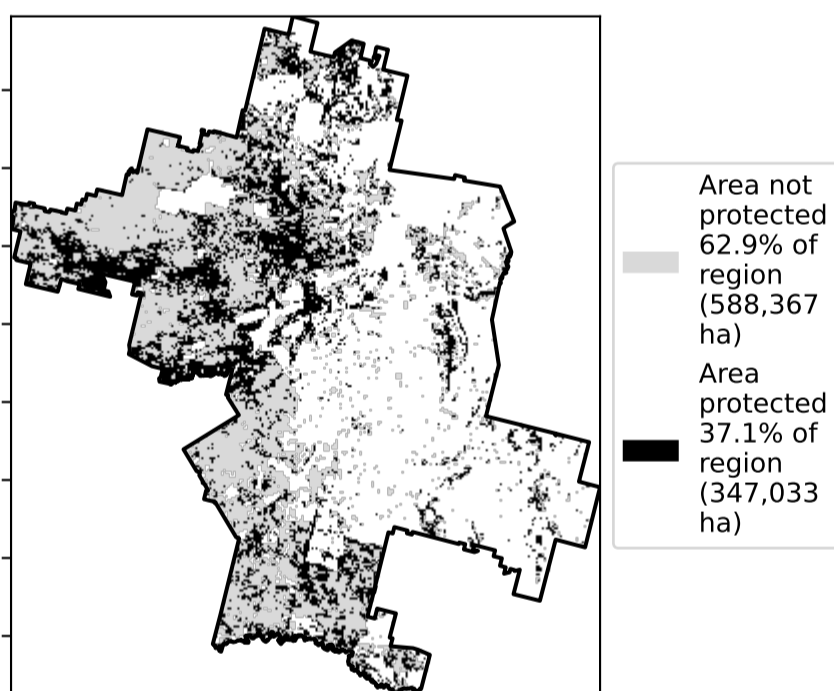 Area not
protected
62.9% of
region
(588,367
ha)
Area
protected
37.1% of
region
(347,033
ha)